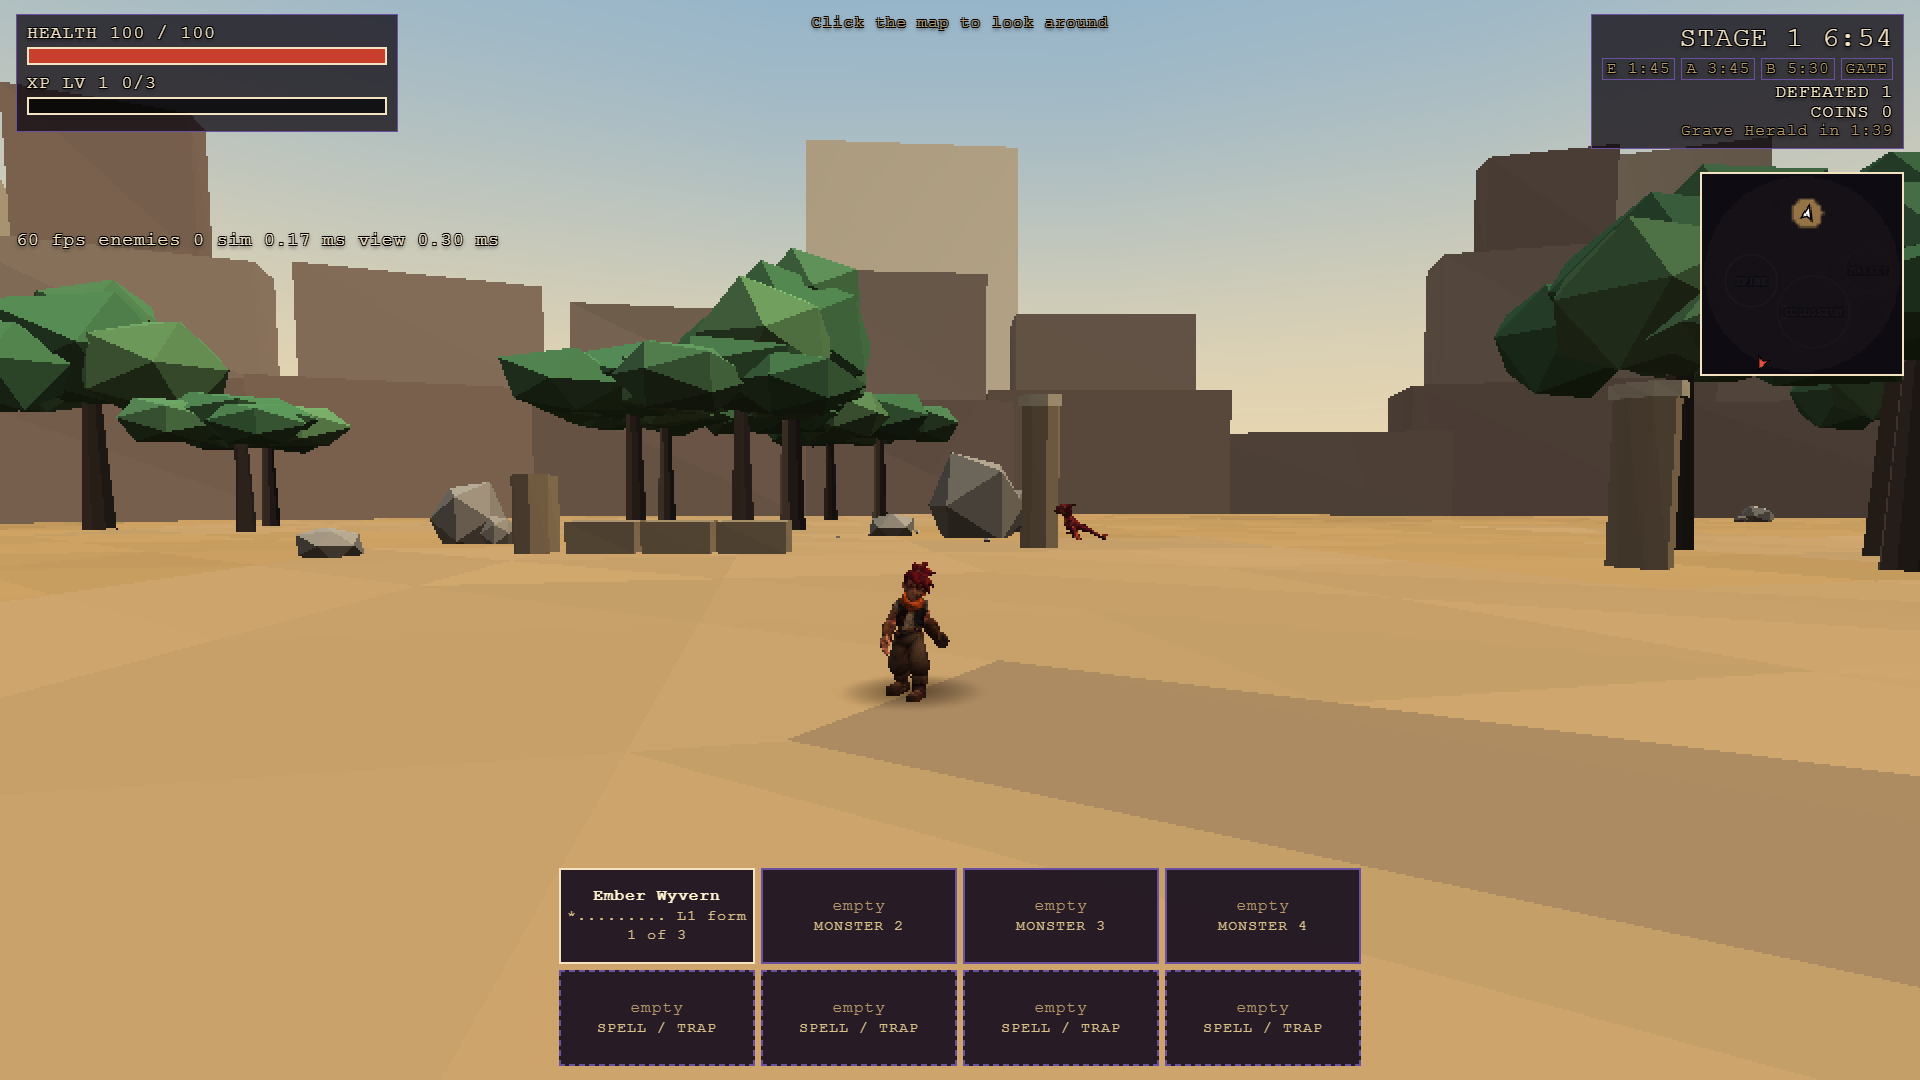 HEALTH 100 / 100
XP LV 1 0/3
Click the map to look around
STAGE 1 6:54
E 1:45 A 3:45 B 5:30 GATE
DEFEATED 1
COINS 0
Grave Herald in 1:39
60 fps enemies 0 sim 0.17 ms view 0.30 ms
Ember Wyvern
*......... L1 form
1 of 3
empty
MONSTER 2
empty
MONSTER 3
empty
MONSTER 4
empty
SPELL / TRAP
empty
SPELL / TRAP
empty
SPELL / TRAP
empty
SPELL / TRAP